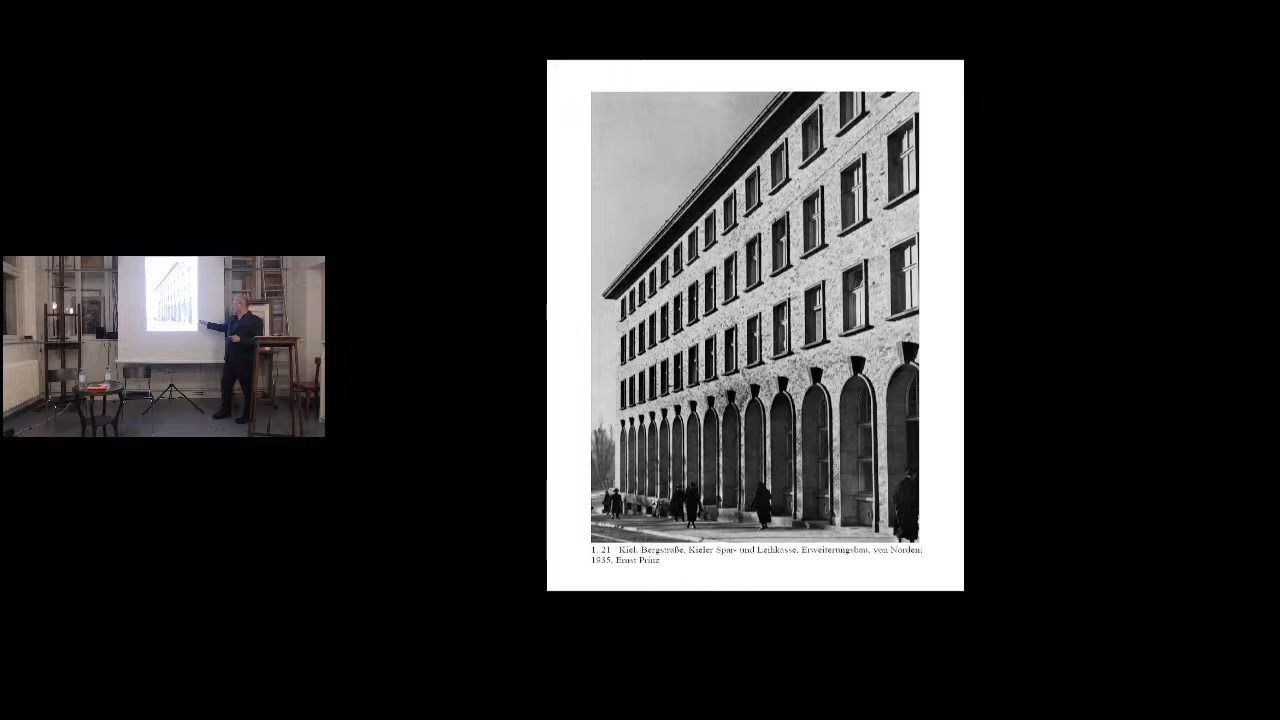 1. 21 Kiel, Bergstraße, Kieler Spar- und Leihkasse, Erweiterungsbau, von Norden;
1935, Ernst Prinz